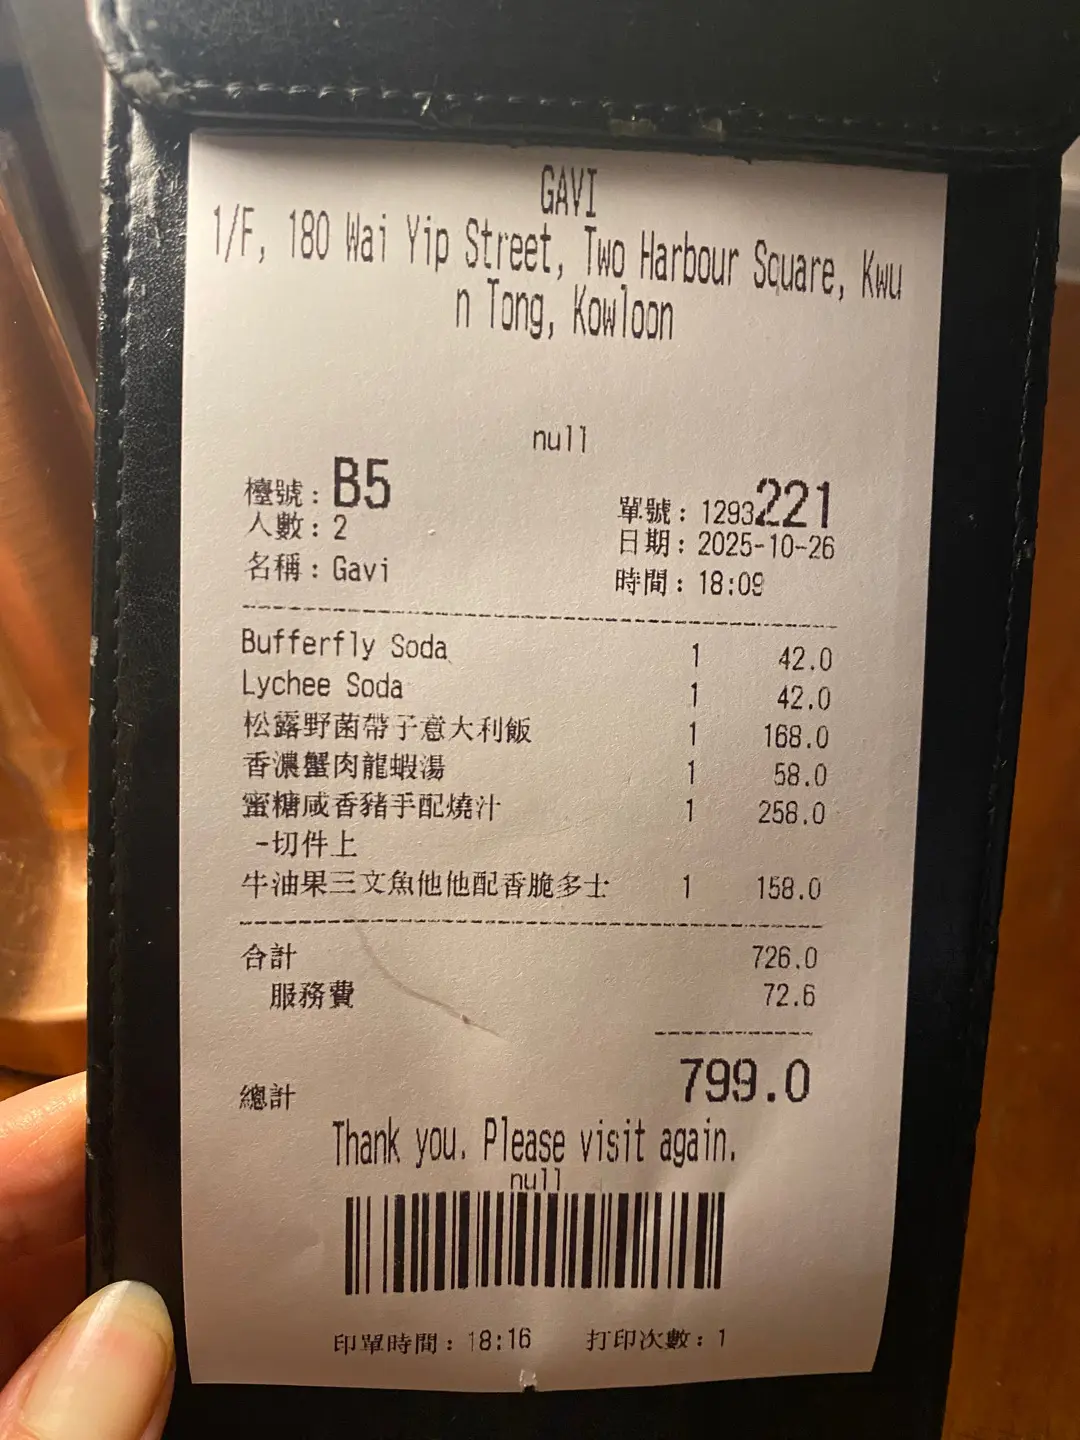 GAVI
1/F, 180 Wai Yip Street, Two Harbour Square, Kwu
n Tong, Kowloon
null
檯號：B5
單號：1293221
人數：2
日期：2025-10-26
名稱：Gavi
時間：18:09
Bufferfly Soda 1 42.0
Lychee Soda 1 42.0
松露野菌帶子意大利飯 1 168.0
香濃蟹肉龍蝦湯 1 58.0
蜜糖咸香豬手配燒汁 1 258.0
-切件上
牛油果三文魚他他配香脆多士 1 158.0
合計 726.0
服務費 72.6
總計 799.0
Thank you. Please visit again.
null
印單時間：18:16 打印次數：1